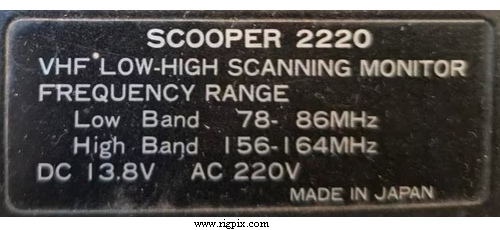 SCOOPER 2220
VHF LOW-HIGH SCANNING MONITOR
FREQUENCY RANGE
Low Band 78- 86MHz
High Band 156-164MHz
DC 13.8V AC 220V
MADE IN JAPAN
www.rigpix.com